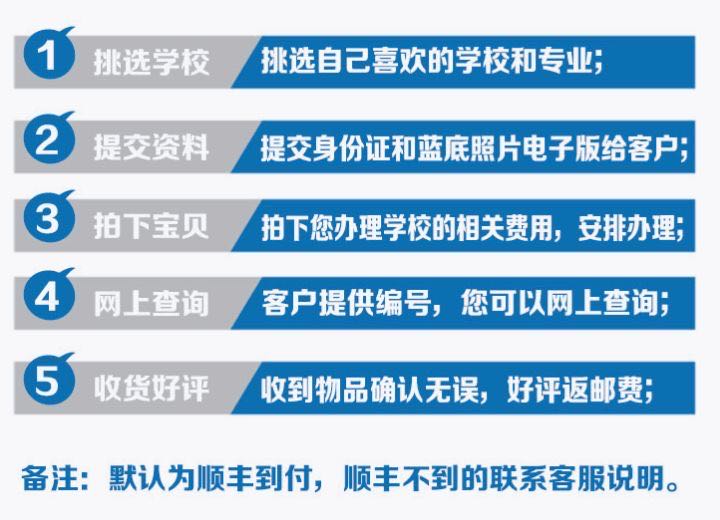 1 挑选学校 挑选自己喜欢的学校和专业；
2 提交资料 提交身份证和蓝底照片电子版给客户；
3 拍下宝贝 拍下您办理学校的相关费用，安排办理；
4 网上查询 客户提供编号，您可以网上查询；
5 收货好评 收到物品确认无误，好评返邮费；
备注：默认为顺丰到付，顺丰不到的联系客服说明。